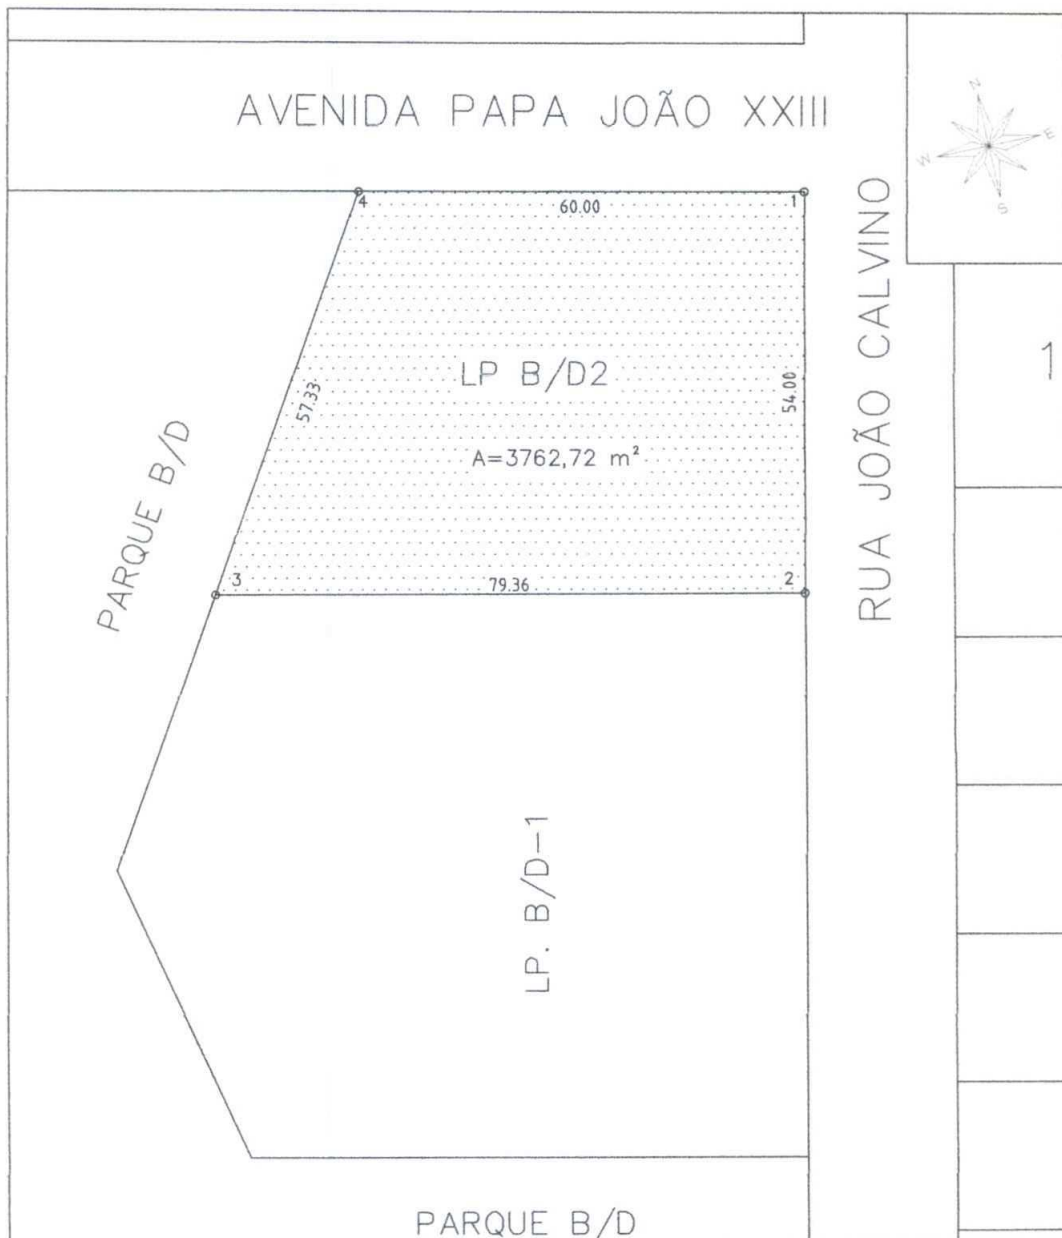 AVENIDA PAPA JOÃO XXIII
N
E
W
S
4
60.00
1
RUA JOÃO CALVINO
1
LP B/D2
54.00
57.33
A=3762,72 m²
PARQUE B/D
3
79.36
2
LP. B/D-1
PARQUE B/D